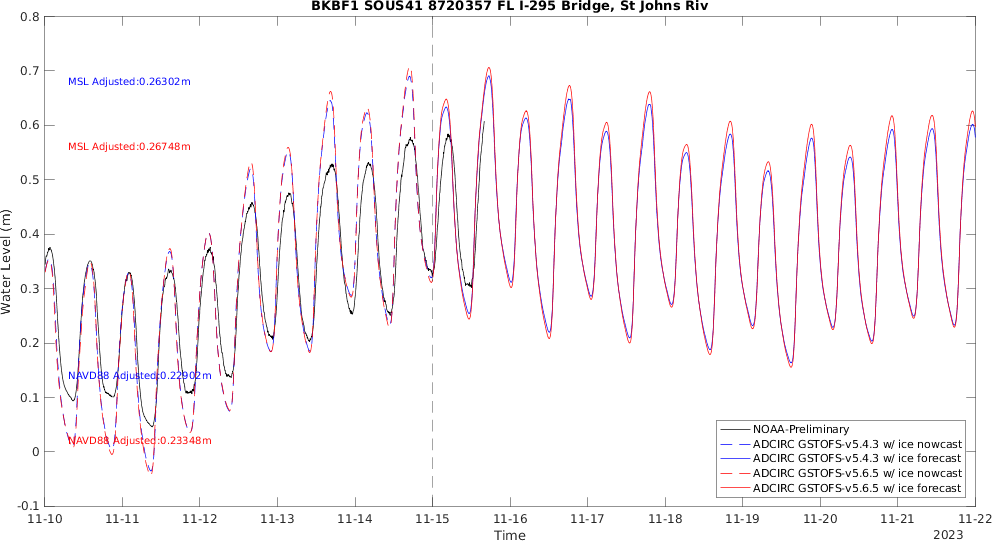 BKBF1 SOUS41 8720357 FL I-295 Bridge, St Johns Riv
0.8
0.7
0.6
0.5
0.4
0.3
0.2
0.1
0
-0.1
Water Level (m)
MSL Adjusted:0.26302m
MSL Adjusted:0.26748m
NAVD88 Adjusted:0.22902m
NAVD88 Adjusted:0.23348m
NOAA-Preliminary
ADCIRC GSTOFS-v5.4.3 w/ ice nowcast
ADCIRC GSTOFS-v5.4.3 w/ ice forecast
ADCIRC GSTOFS-v5.6.5 w/ ice nowcast
ADCIRC GSTOFS-v5.6.5 w/ ice forecast
11-10 11-11 11-12 11-13 11-14 11-15 11-16 11-17 11-18 11-19 11-20 11-21 11-22
Time
2023